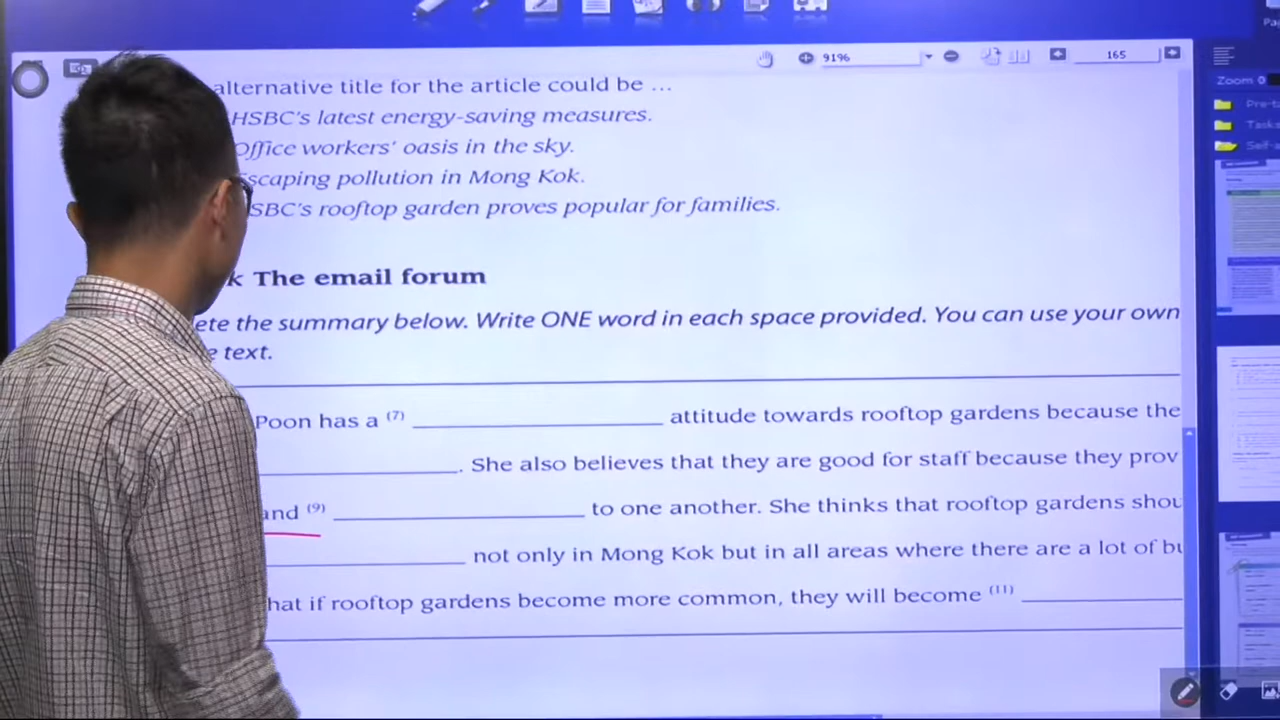 91%
165
alternative title for the article could be ...
HSBC's latest energy-saving measures.
Zoom 0
Office workers' oasis in the sky.
scaping pollution in Mong Kok.
SBC's rooftop garden proves popular for families.
k The email forum
ete the summary below. Write ONE word in each space provided. You can use your own
e text.
Poon has a (7) attitude towards rooftop gardens because the
. She also believes that they are good for staff because they prov
and (9) to one another. She thinks that rooftop gardens shou
not only in Mong Kok but in all areas where there are a lot of bu
hat if rooftop gardens become more common, they will become (11)